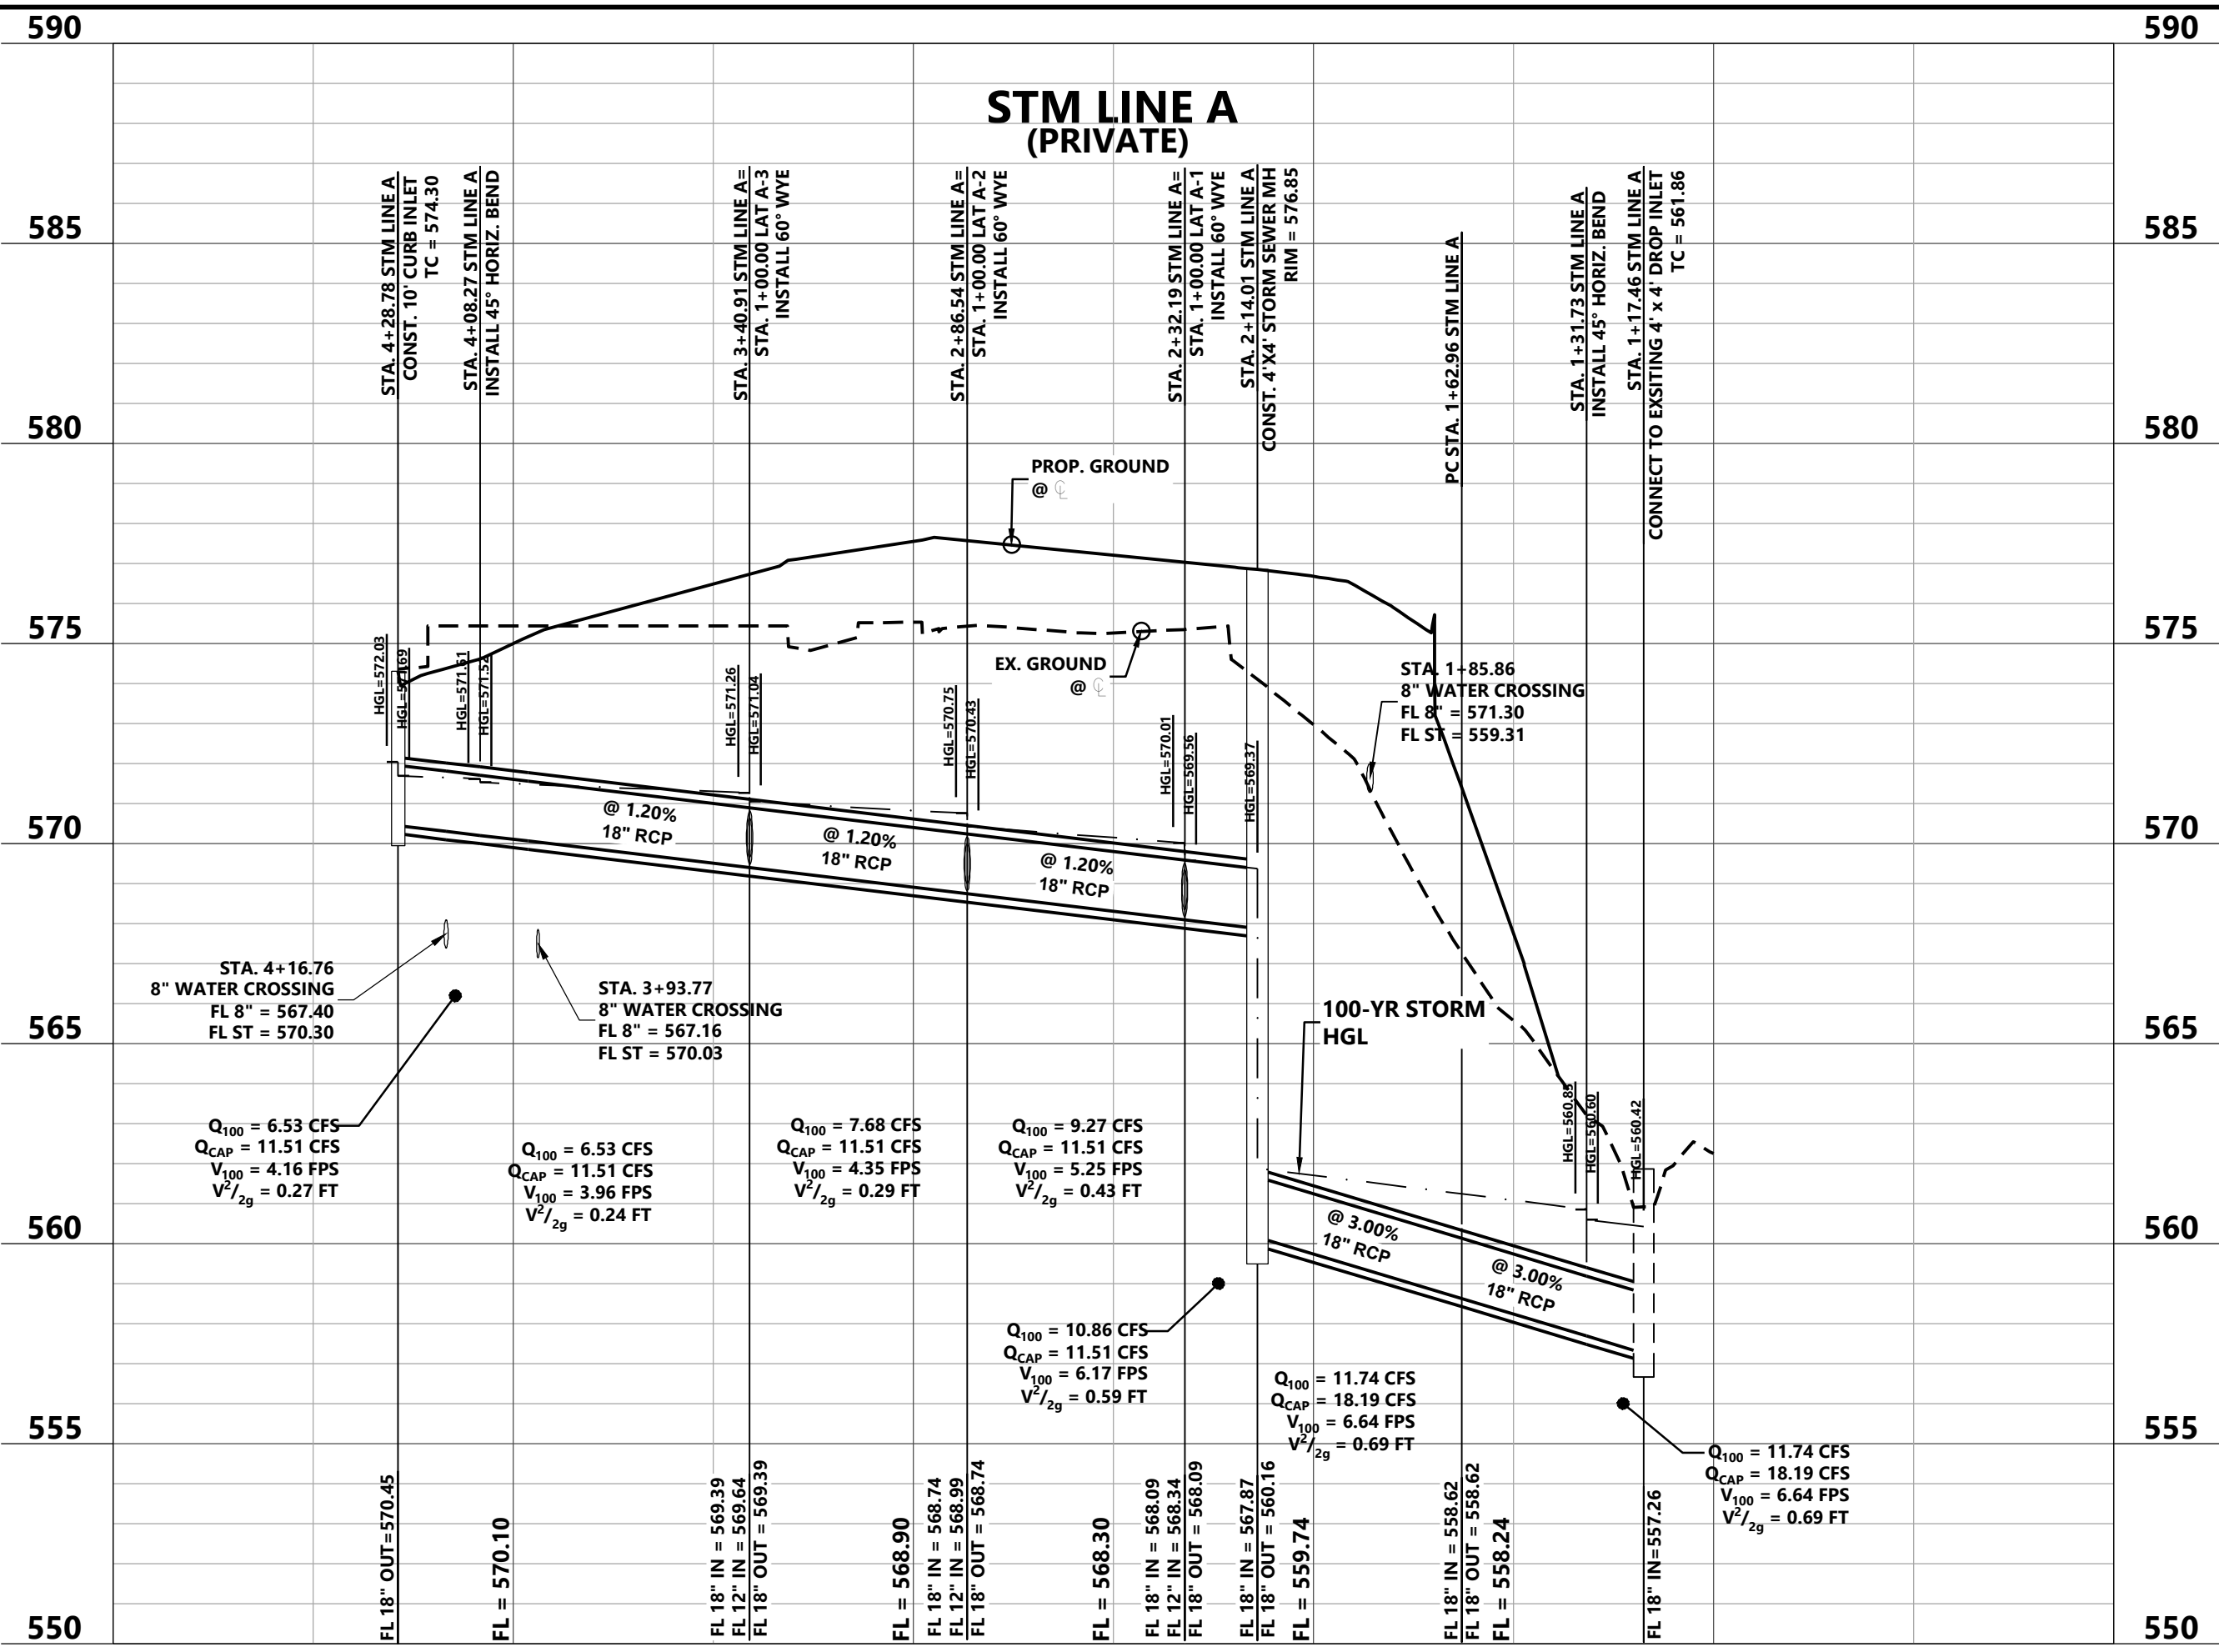 590
590
STM LINE A
(PRIVATE)
STA. 4+28.78 STM LINE A
CONST. 10' CURB INLET
TC = 574.30
STA. 4+08.27 STM LINE A
INSTALL 45° HORIZ. BEND
STA. 3+40.91 STM LINE A=
STA. 1+00.00 LAT A-3
INSTALL 60° WYE
STA. 2+86.54 STM LINE A=
STA. 1+00.00 LAT A-2
INSTALL 60° WYE
STA. 2+32.19 STM LINE A=
STA. 1+00.00 LAT A-1
INSTALL 60° WYE
STA. 2+14.01 STM LINE A
CONST. 4'X4' STORM SEWER MH
RIM = 576.85
PC STA. 1+62.96 STM LINE A
STA. 1+31.73 STM LINE A
INSTALL 45° HORIZ. BEND
STA. 1+17.46 STM LINE A
CONNECT TO EXSITING 4' x 4' DROP INLET
TC = 561.86
585
585
580
580
PROP. GROUND
@ ℄
575
575
EX. GROUND
@ ℄
HGL=572.03
HGL=571.69
HGL=571.61
HGL=571.52
HGL=571.26
HGL=571.04
HGL=570.75
HGL=570.43
HGL=570.01
HGL=569.56
HGL=569.37
STA. 1+85.86
8" WATER CROSSING
FL 8" = 571.30
FL ST = 559.31
570
570
@ 1.20%
18" RCP
@ 1.20%
18" RCP
@ 1.20%
18" RCP
STA. 4+16.76
8" WATER CROSSING
FL 8" = 567.40
FL ST = 570.30
STA. 3+93.77
8" WATER CROSSING
FL 8" = 567.16
FL ST = 570.03
565
565
100-YR STORM
HGL
HGL=560.85
HGL=560.60
HGL=560.42
Q100 = 6.53 CFS
QCAP = 11.51 CFS
V100 = 4.16 FPS
V²/2g = 0.27 FT
Q100 = 6.53 CFS
QCAP = 11.51 CFS
V100 = 3.96 FPS
V²/2g = 0.24 FT
Q100 = 7.68 CFS
QCAP = 11.51 CFS
V100 = 4.35 FPS
V²/2g = 0.29 FT
Q100 = 9.27 CFS
QCAP = 11.51 CFS
V100 = 5.25 FPS
V²/2g = 0.43 FT
560
560
@ 3.00%
18" RCP
@ 3.00%
18" RCP
Q100 = 10.86 CFS
QCAP = 11.51 CFS
V100 = 6.17 FPS
V²/2g = 0.59 FT
Q100 = 11.74 CFS
QCAP = 18.19 CFS
V100 = 6.64 FPS
V²/2g = 0.69 FT
Q100 = 11.74 CFS
QCAP = 18.19 CFS
V100 = 6.64 FPS
V²/2g = 0.69 FT
555
555
FL 18" OUT=570.45
FL = 570.10
FL 18" IN = 569.39
FL 12" IN = 569.64
FL 18" OUT = 569.39
FL = 568.90
FL 18" IN = 568.74
FL 12" IN = 568.99
FL 18" OUT = 568.74
FL = 568.30
FL 18" IN = 568.09
FL 12" IN = 568.34
FL 18" OUT = 568.09
FL 18" IN = 567.87
FL 18" OUT = 560.16
FL = 559.74
FL 18" IN = 558.62
FL 18" OUT = 558.62
FL = 558.24
FL 18" IN=557.26
550
550